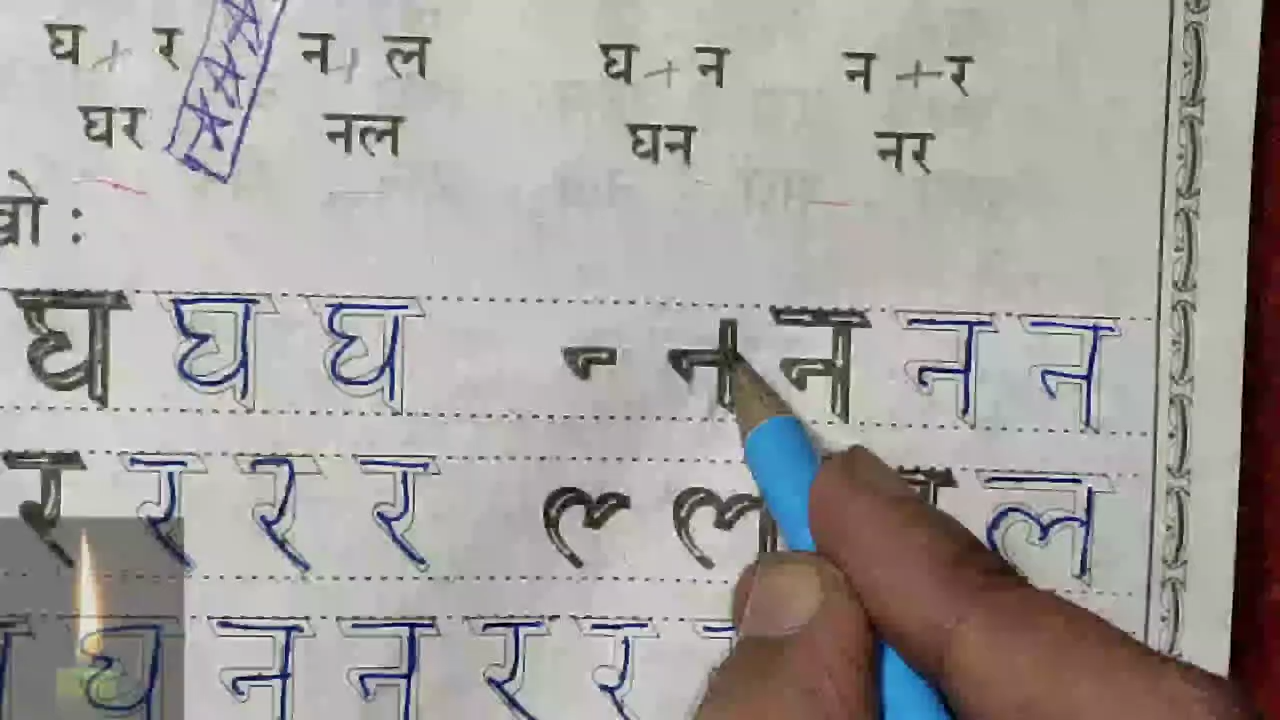 घ + र न + ल घ + न न + र
घर नल घन नर
:
घ घ घ न न न न
र र र र ल
घ न न र र